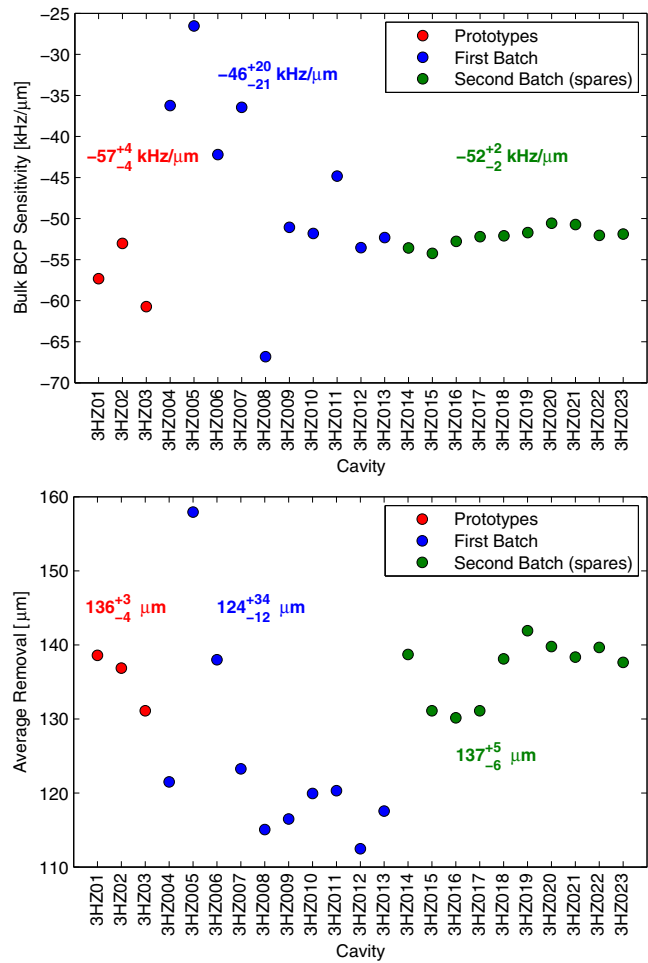 −25
−30
−35
−40
−45
−50
−55
−60
−65
−70
Bulk BCP Sensitivity [kHz/µm]
Prototypes
First Batch
Second Batch (spares)
−46 +20 −21 kHz/µm
−57 +4 −4 kHz/µm
−52 +2 −2 kHz/µm
3HZ01
3HZ02
3HZ03
3HZ004
3HZ005
3HZ006
3HZ007
3HZ008
3HZ009
3HZ010
3HZ011
3HZ012
3HZ013
3HZ014
3HZ015
3HZ016
3HZ017
3HZ018
3HZ019
3HZ020
3HZ021
3HZ022
3HZ023
Cavity
160
150
140
130
120
110
Average Removal [µm]
Prototypes
First Batch
Second Batch (spares)
136 +3 −4 µm
124 +34 −12 µm
137 +5 −6 µm
3HZ01
3HZ02
3HZ03
3HZ004
3HZ005
3HZ006
3HZ007
3HZ008
3HZ009
3HZ010
3HZ011
3HZ012
3HZ013
3HZ014
3HZ015
3HZ016
3HZ017
3HZ018
3HZ019
3HZ020
3HZ021
3HZ022
3HZ023
Cavity